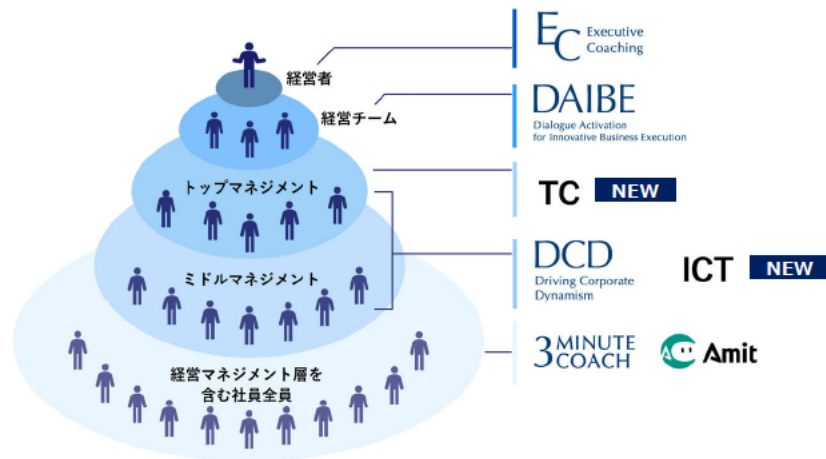 EC Executive
Coaching
経営者
DAIBE
Dialogue Activation
for Innovative Business Execution
経営チーム
トップマネジメント
TC NEW
ミドルマネジメント
DCD
Driving Corporate
Dynamism
ICT NEW
3 MINUTE
COACH
Amit
経営マネジメント層を
含む社員全員